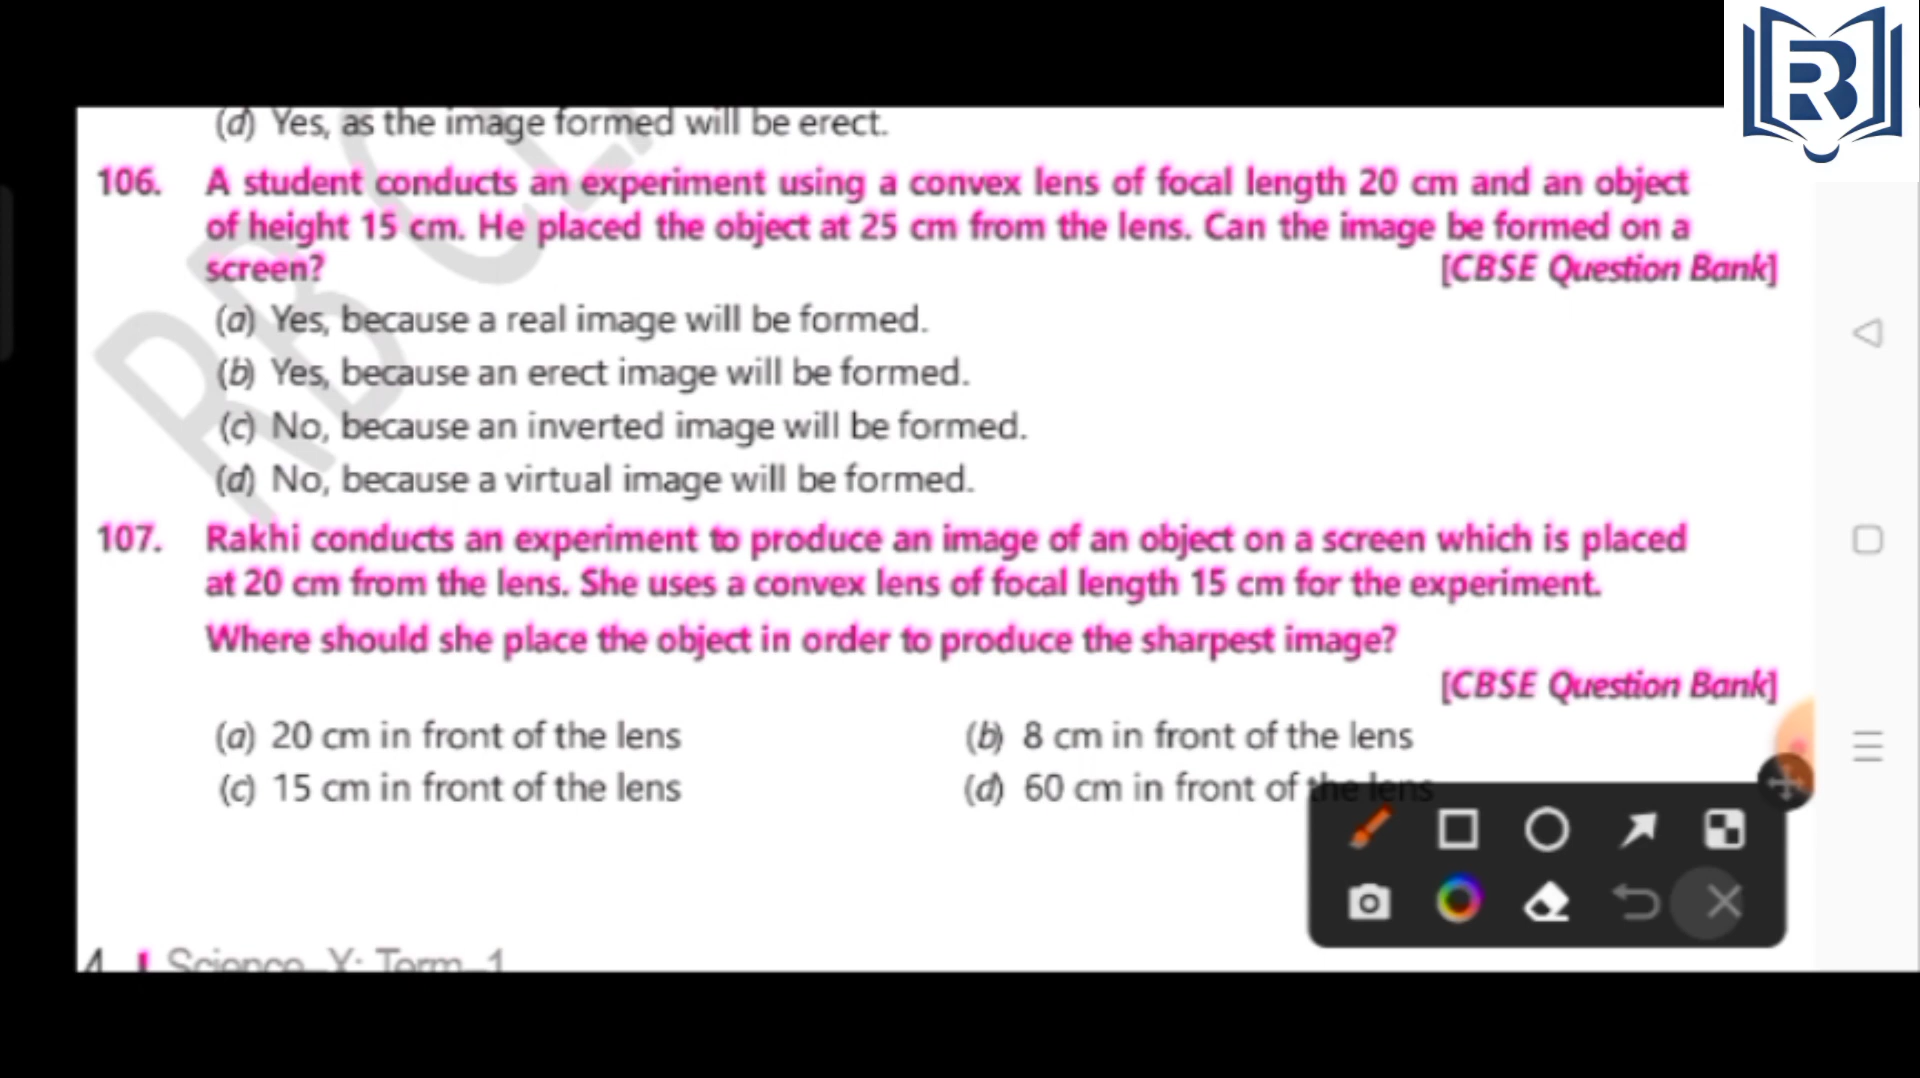 (d) Yes, as the image formed will be erect.
106. A student conducts an experiment using a convex lens of focal length 20 cm and an object
of height 15 cm. He placed the object at 25 cm from the lens. Can the image be formed on a
screen? [CBSE Question Bank]
(a) Yes, because a real image will be formed.
(b) Yes, because an erect image will be formed.
(c) No, because an inverted image will be formed.
(d) No, because a virtual image will be formed.
107. Rakhi conducts an experiment to produce an image of an object on a screen which is placed
at 20 cm from the lens. She uses a convex lens of focal length 15 cm for the experiment.
Where should she place the object in order to produce the sharpest image?
[CBSE Question Bank]
(a) 20 cm in front of the lens (b) 8 cm in front of the lens
(c) 15 cm in front of the lens (d) 60 cm in front of the lens
4 Science–X: Term–1